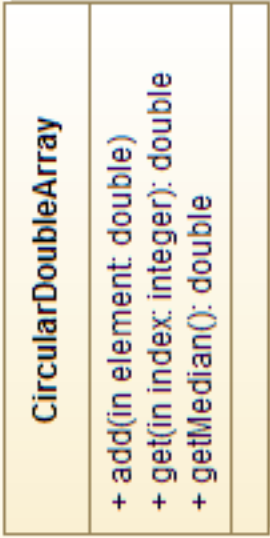 CircularDoubleArray
+ add(in element: double)
+ get(in index: integer): double
+ getMedian(): double